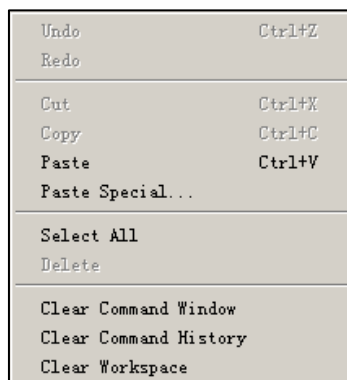 Undo Ctrl+Z
Redo
Cut Ctrl+X
Copy Ctrl+C
Paste Ctrl+V
Paste Special...
Select All
Delete
Clear Command Window
Clear Command History
Clear Workspace